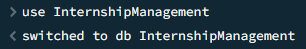 > use InternshipManagement
< switched to db InternshipManagement